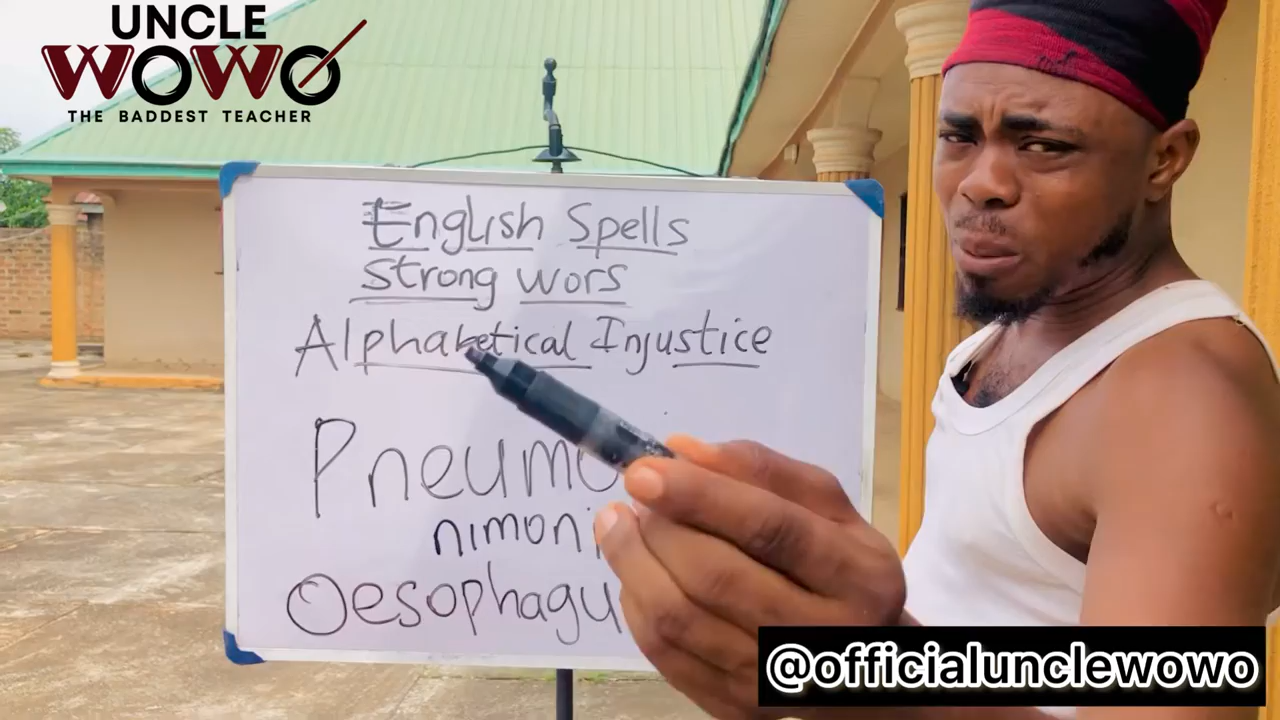 UNCLE
WOWO
THE BADDEST TEACHER
English Spells
Strong wors
Alphabetical Injustice
Pneumo
nimoni
Oesophagu
@officialunclewowo